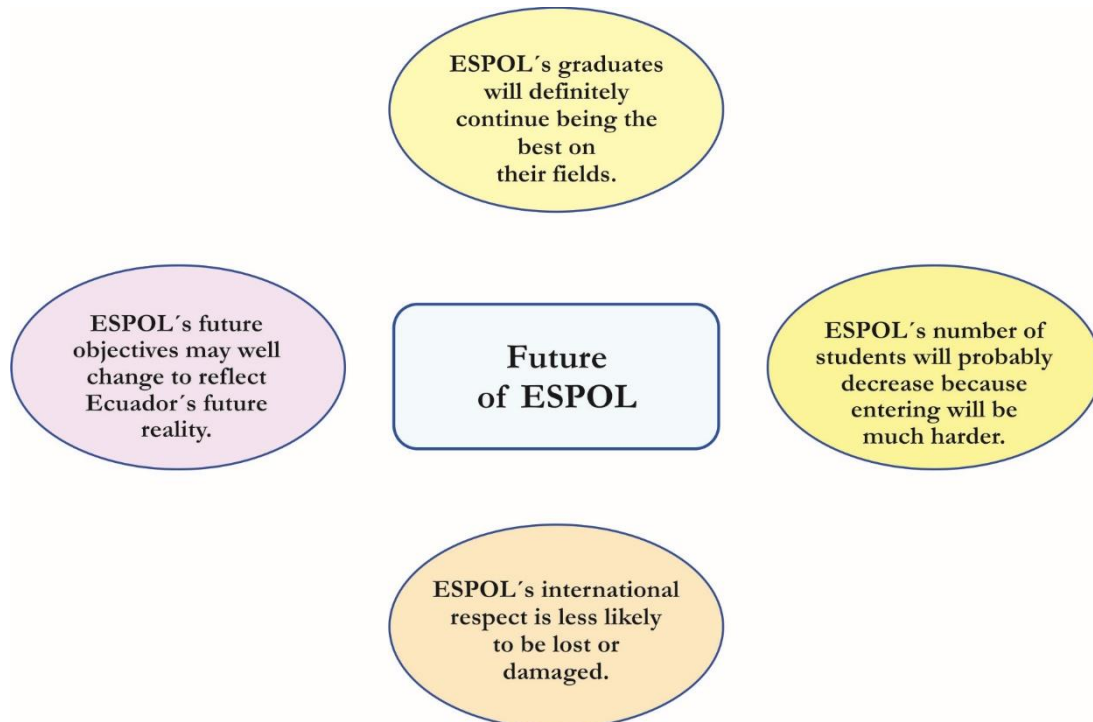 ESPOL´s graduates
will definitely
continue being the
best on
their fields.
ESPOL´s future
objectives may well
change to reflect
Ecuador´s future
reality.
Future
of ESPOL
ESPOL´s number of
students will probably
decrease because
entering will be
much harder.
ESPOL´s international
respect is less likely
to be lost or
damaged.